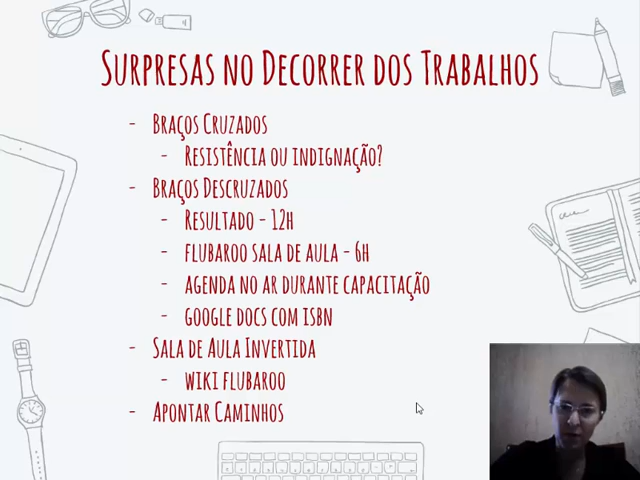 Surpresas no Decorrer dos Trabalhos
- Braços Cruzados
- Resistência ou indignação?
- Braços Descruzados
- Resultado - 12h
- flubaroo sala de aula - 6h
- agenda no ar durante capacitação
- google docs com isbn
- Sala de Aula Invertida
- wiki flubaroo
- Apontar Caminhos